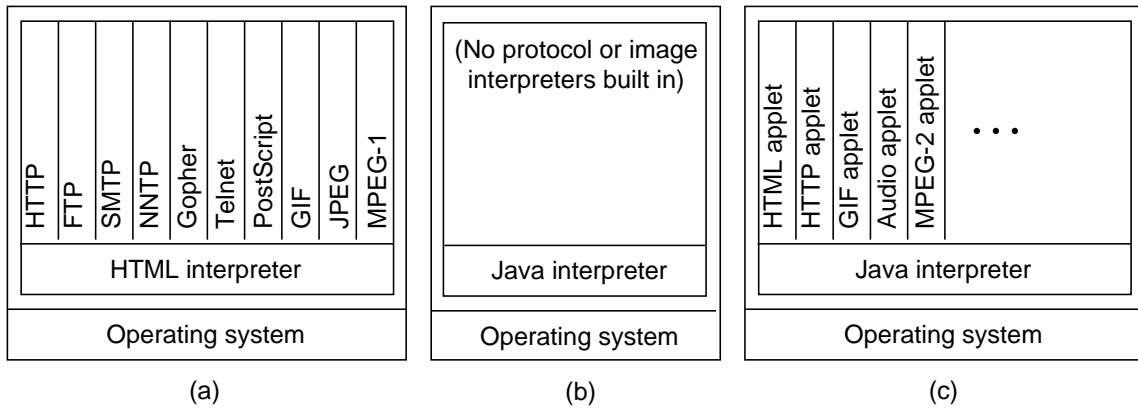 HTTP
FTP
SMTP
NNTP
Gopher
Telnet
PostScript
GIF
JPEG
MPEG-1
HTML interpreter
Operating system
(a)
(No protocol or image
interpreters built in)
Java interpreter
Operating system
(b)
HTML applet
HTTP applet
GIF applet
Audio applet
MPEG-2 applet
• • •
Java interpreter
Operating system
(c)